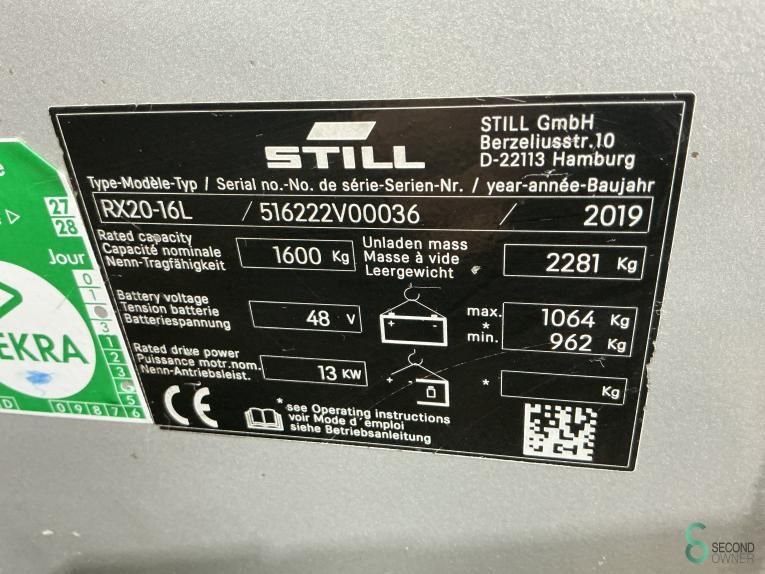 STILL
STILL GmbH
Berzeliusstr.10
D-22113 Hamburg
Type-Modèle-Typ / Serial no.-No. de série-Serien-Nr. / year-année-Baujahr
RX20-16L / 516222V00036 / 2019
Rated capacity
Capacité nominale
Nenn-Tragfähigkeit
1600 Kg
Unladen mass
Masse à vide
Leergewicht
2281 Kg
Battery voltage
Tension batterie
Batteriespannung
48 V
+ -
max.
*
min.
1064 Kg
962 Kg
Rated drive power
Puissance motr.nom.
Nenn-Antriebsleist.
13 KW
+
*
Kg
CE
*see Operating instructions
voir Mode d'emploi
siehe Betriebsanleitung
27
28
Jour
0
1
3
1
2
3
5
EKRA
D 0 9 8 7 6
SECOND
OWNER